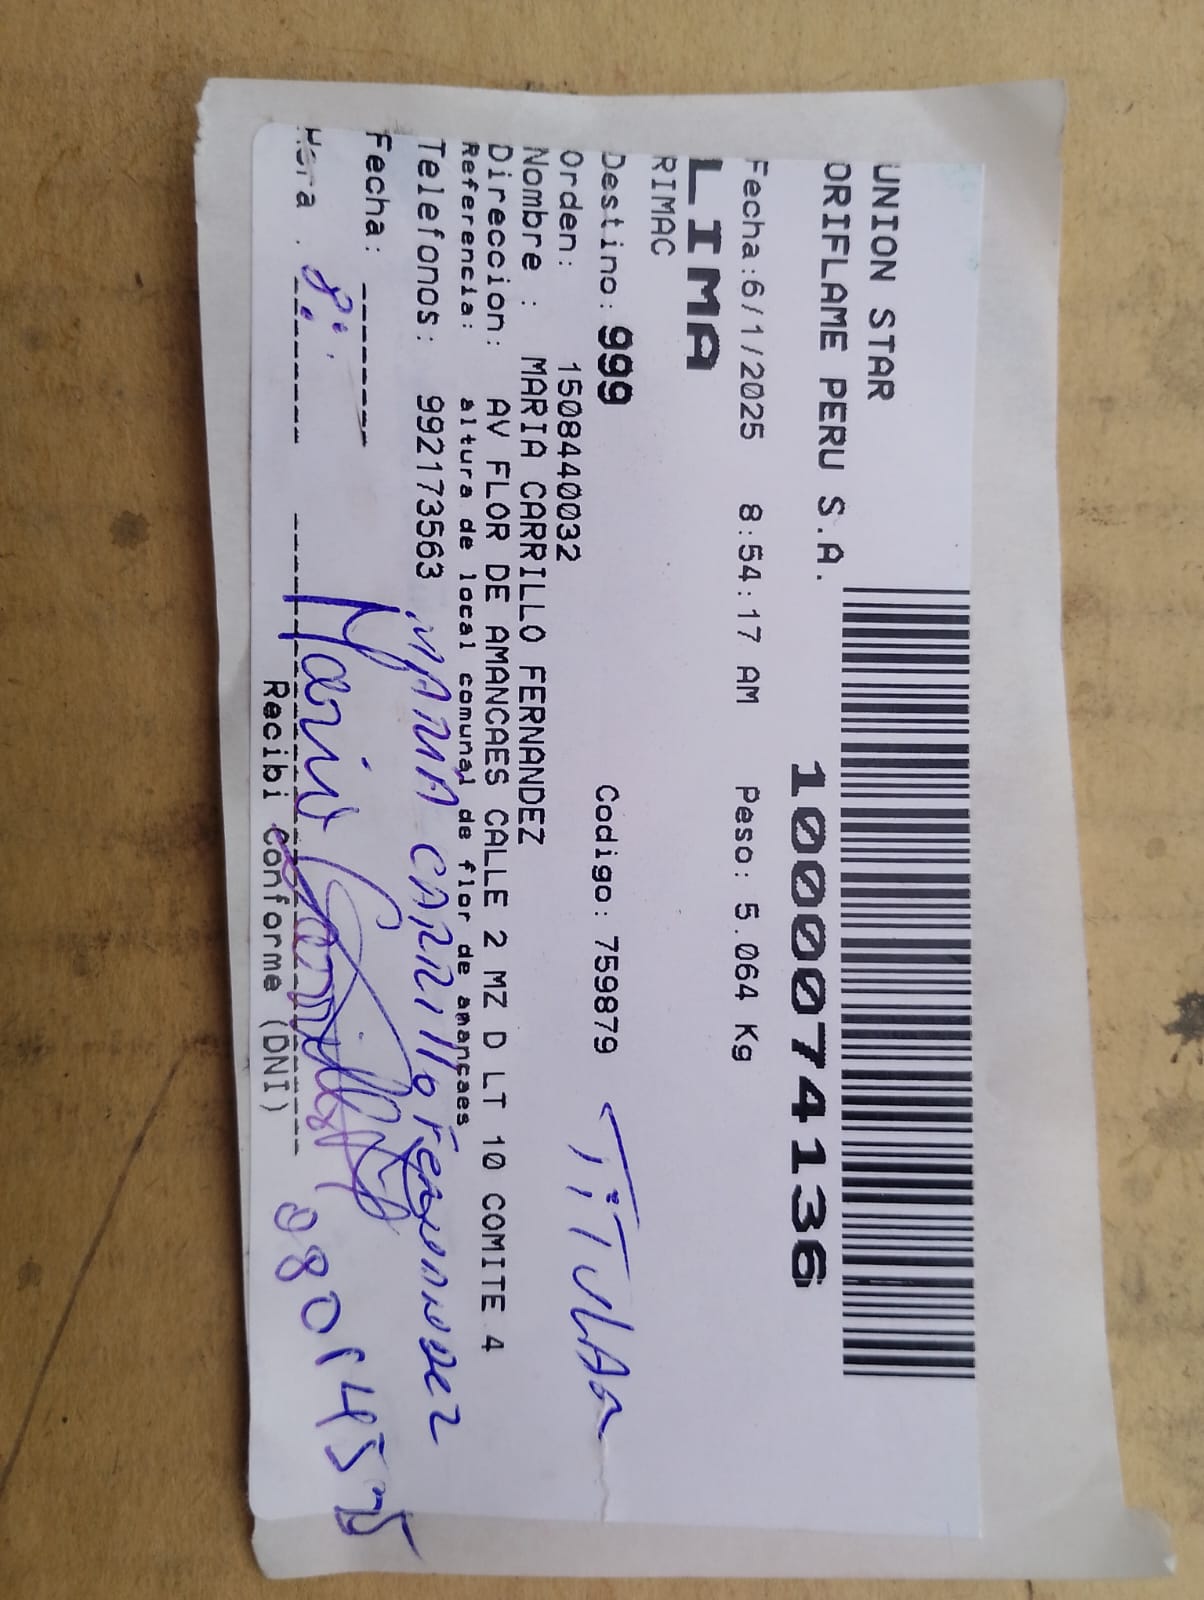 UNION STAR
ORIFLAME PERU S.A.
1000074136
Fecha:6/1/2025 8:54:17 AM Peso: 5.064 Kg
LIMA
RIMAC
Destino: 999 Codigo: 759879 TiTULAR
Orden: 1508440032
Nombre : MARIA CARRILLO FERNANDEZ
Direccion: AV FLOR DE AMANCAES CALLE 2 MZ D LT 10 COMITE 4
Referencia: altura de local comunal de flor de amancaes
Telefonos: 992173563
MARIA CARRILLO FERNANDEZ
Fecha: ------
Hora : 8:
Maria Carrillo
Recibi conforme (DNI)